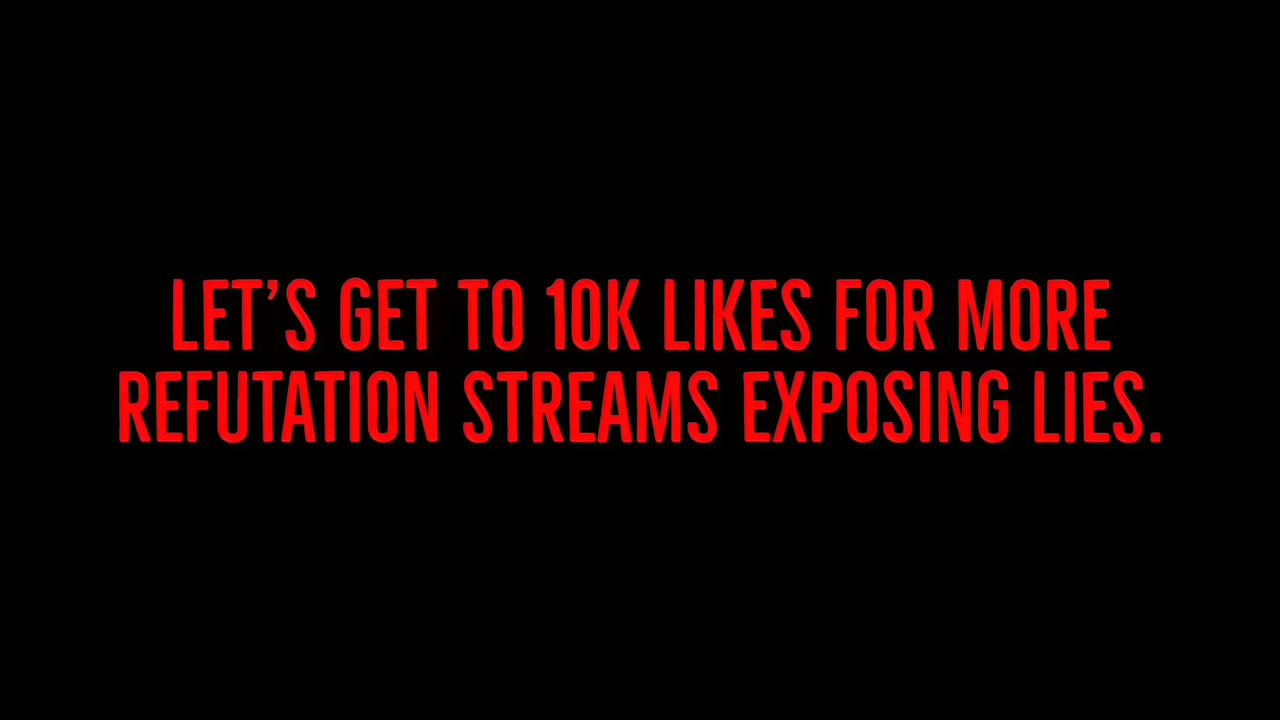 LET’S GET TO 10K LIKES FOR MORE
REFUTATION STREAMS EXPOSING LIES.